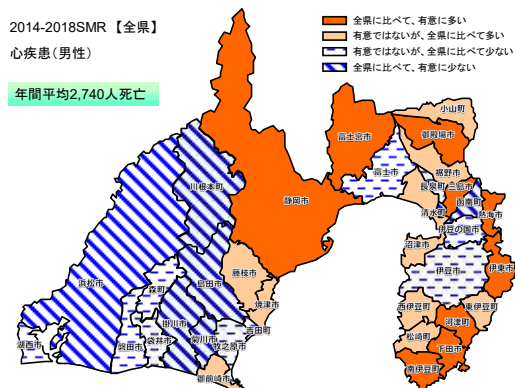 2014-2018SMR 【全県】
心疾患(男性)
年間平均2,740人死亡
全県に比べて、有意に多い
有意ではないが、全県に比べて多い
有意ではないが、全県に比べて少ない
全県に比べて、有意に少ない
小山町
御殿場市
富士宮市
富士市
裾野市
長泉町
三島市
函南町
清水町
熱海市
川根本町
静岡市
伊豆の国市
沼津市
藤枝市
伊東市
伊豆市
浜松市
森町
島田市
焼津市
西伊豆町
東伊豆町
掛川市
吉田町
河津町
湖西市
磐田市
袋井市
菊川市
牧之原市
松崎町
下田市
南伊豆町
御前崎市